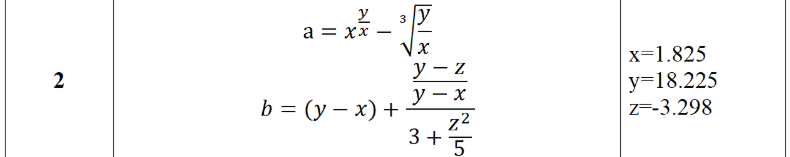 2
a = x^(y/x) − ∛(y/x)
b = (y − x) + ((y − z)/(y − x))/(3 + z²/5)
x=1.825
y=18.225
z=-3.298